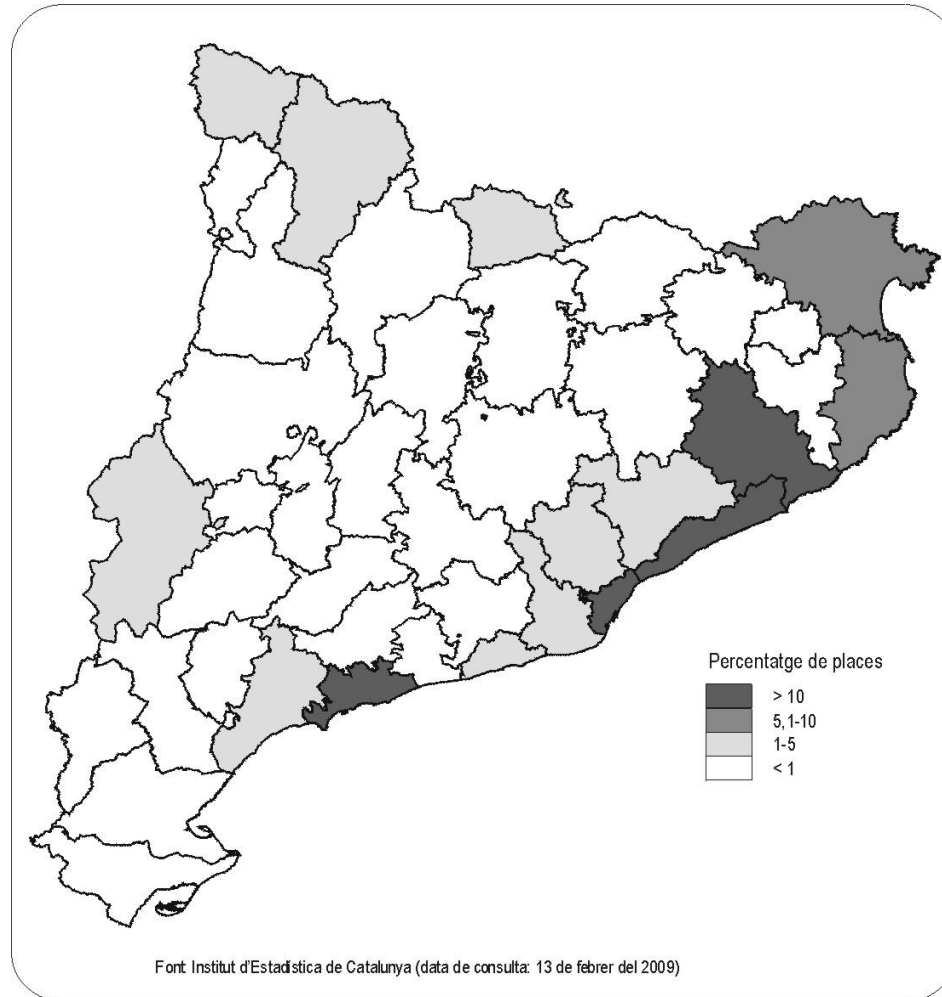 Percentatge de places
> 10
5,1-10
1-5
< 1
Font Institut d'Estadística de Catalunya (data de consulta: 13 de febrer del 2009)